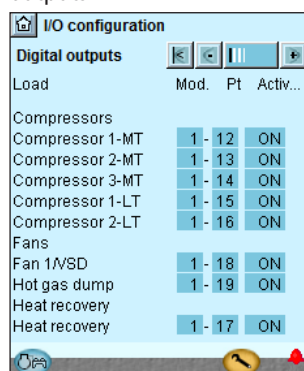 I/O configuration
Digital outputs
Load Mod. Pt Activ...
Compressors
Compressor 1-MT 1 - 12 ON
Compressor 2-MT 1 - 13 ON
Compressor 3-MT 1 - 14 ON
Compressor 1-LT 1 - 15 ON
Compressor 2-LT 1 - 16 ON
Fans
Fan 1/VSD 1 - 18 ON
Hot gas dump 1 - 19 ON
Heat recovery
Heat recovery 1 - 17 ON